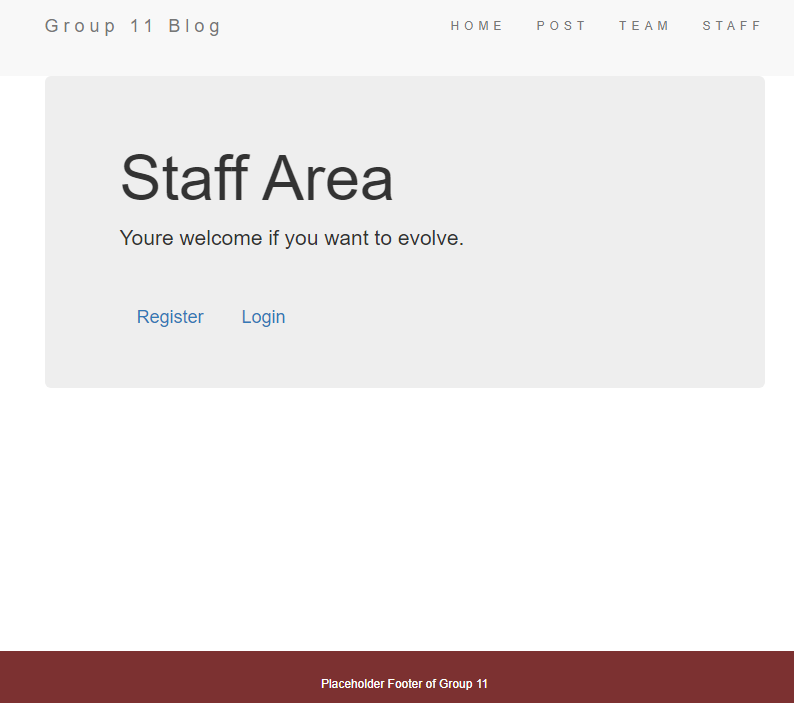 Group 11 Blog
HOME POST TEAM STAFF
Staff Area
Youre welcome if you want to evolve.
Register Login
Placeholder Footer of Group 11